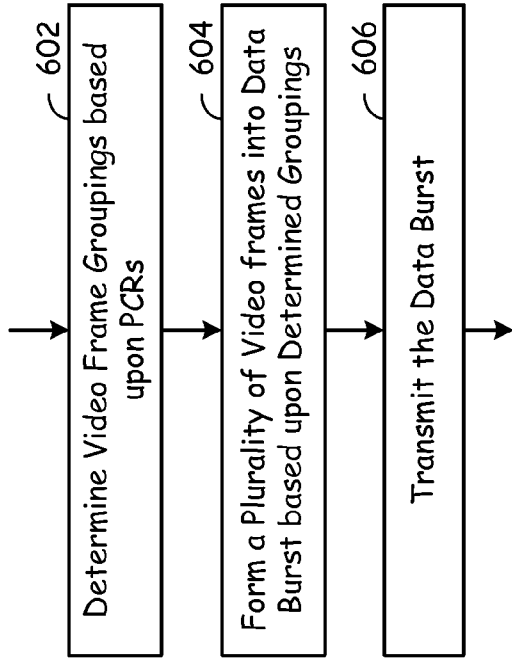 602
Determine Video Frame Groupings based
upon PCRs
604
Form a Plurality of Video frames into Data
Burst based upon Determined Groupings
606
Transmit the Data Burst